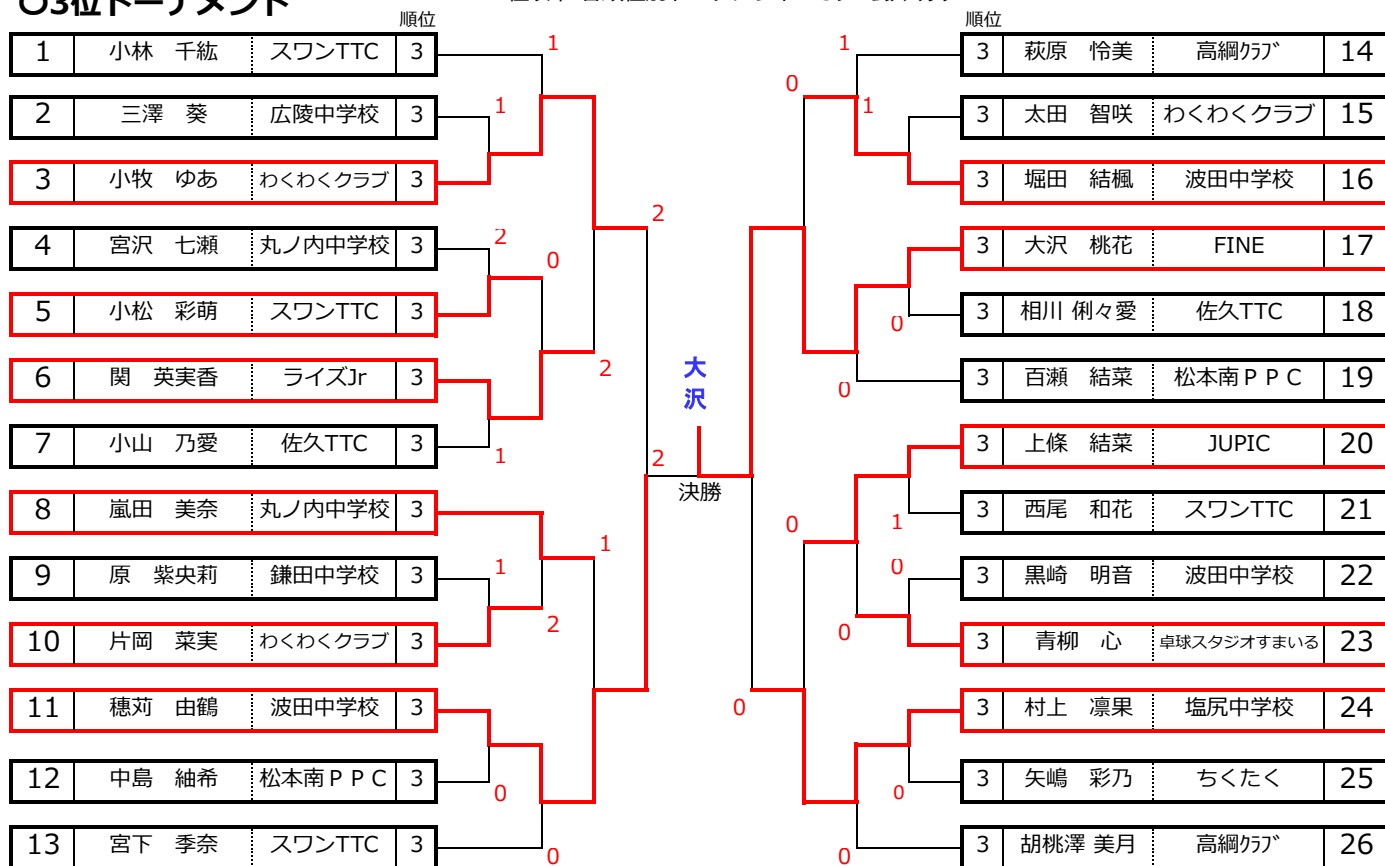 〇3位トーナメント
順位 順位
1 小林 千紘 スワンTTC 3 1 1 3 萩原 怜美 高綱ｸﾗﾌﾞ 14
0
2 三澤 葵 広陵中学校 3 1 1 3 太田 智咲 わくわくクラブ 15
3 小牧 ゆあ わくわくクラブ 3 3 堀田 結楓 波田中学校 16
2
4 宮沢 七瀬 丸ノ内中学校 3 2 0 3 大沢 桃花 FINE 17
5 小松 彩萌 スワンTTC 3 0 3 相川 俐々愛 佐久TTC 18
6 関 英実香 ライズJr 3 2 大沢 0 3 百瀬 結菜 松本南ＰＰＣ 19
7 小山 乃愛 佐久TTC 3 1 2 3 上條 結菜 JUPIC 20
決勝
8 嵐田 美奈 丸ノ内中学校 3 1 0 1 3 西尾 和花 スワンTTC 21
9 原 紫央莉 鎌田中学校 3 1 0 3 黒崎 明音 波田中学校 22
10 片岡 菜実 わくわくクラブ 3 2 0 3 青柳 心 卓球スタジオすまいる 23
11 穂苅 由鶴 波田中学校 3 0 3 村上 凛果 塩尻中学校 24
12 中島 紬希 松本南ＰＰＣ 3 0 0 3 矢嶋 彩乃 ちくたく 25
13 宮下 季奈 スワンTTC 3 0 0 3 胡桃澤 美月 高綱ｸﾗﾌﾞ 26